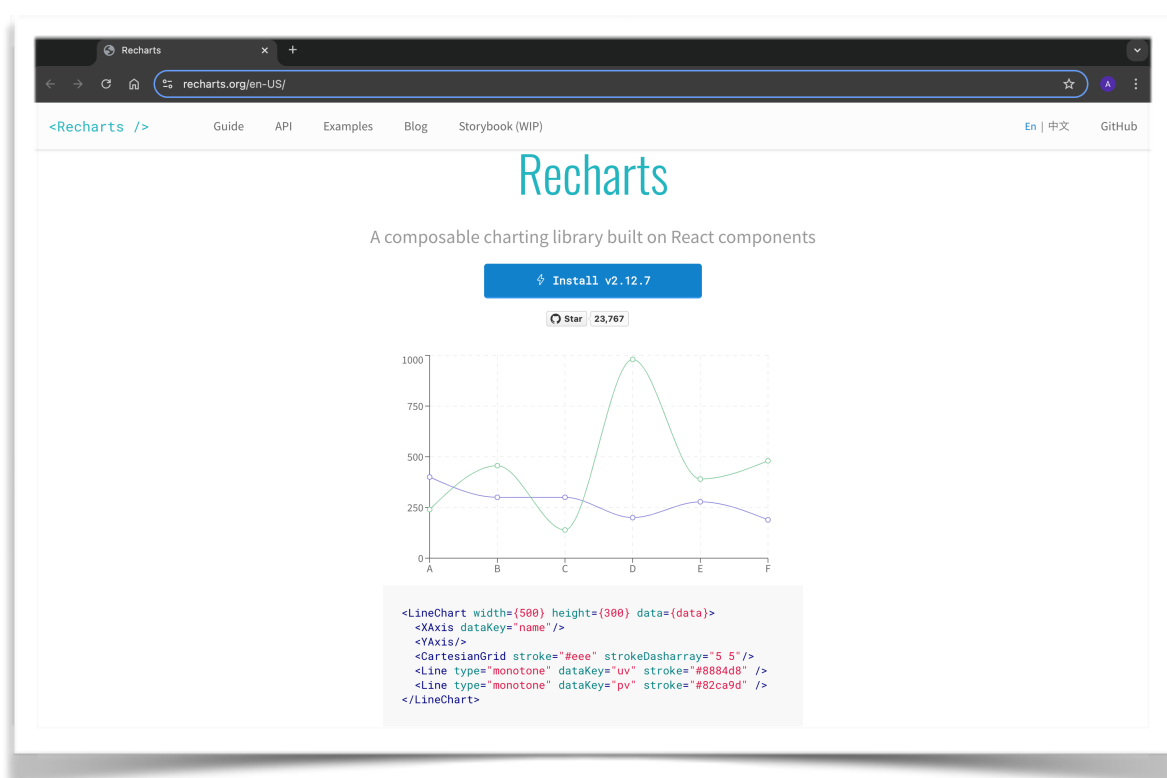 Recharts
recharts.org/en-US/
A
<Recharts />
Guide API Examples Blog Storybook (WIP) En | 中文 GitHub
Recharts
A composable charting library built on React components
Install v2.12.7
Star 23,767
1000
750
500
250
0
A B C D E F
<LineChart width={500} height={300} data={data}>
  <XAxis dataKey="name"/>
  <YAxis/>
  <CartesianGrid stroke="#eee" strokeDasharray="5 5"/>
  <Line type="monotone" dataKey="uv" stroke="#8884d8" />
  <Line type="monotone" dataKey="pv" stroke="#82ca9d" />
</LineChart>